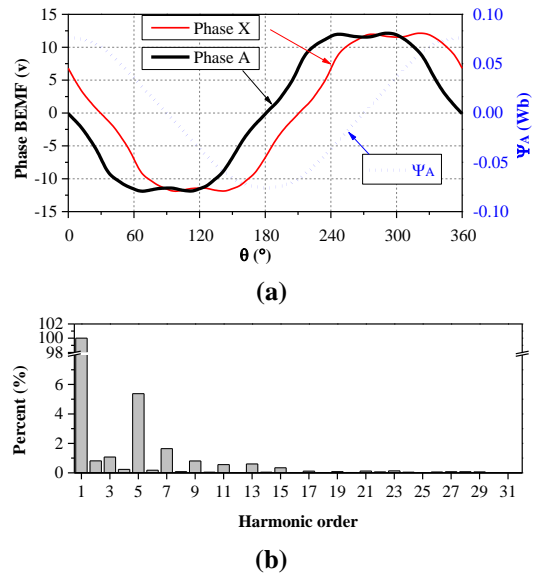 Phase BEMF (v)
15
10
5
0
-5
-10
-15
Phase X
Phase A
Ψ_A
0.10
0.05
0.00
-0.05
-0.10
Ψ_A (Wb)
0 60 120 180 240 300 360
θ (°)
(a)
Percent (%)
102
100
98
6
4
2
0
1 3 5 7 9 11 13 15 17 19 21 23 25 27 29 31
Harmonic order
(b)